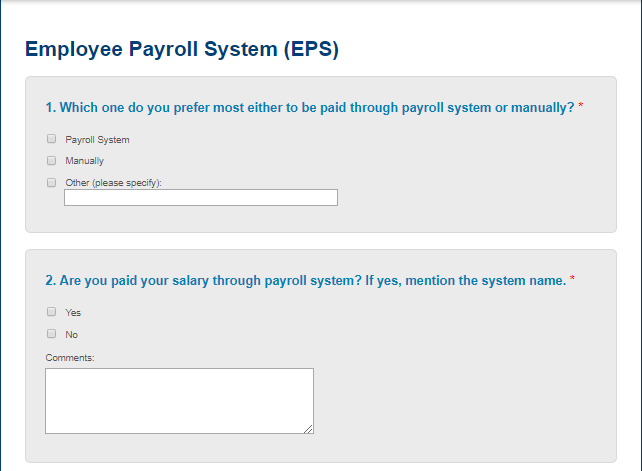 Employee Payroll System (EPS)
1. Which one do you prefer most either to be paid through payroll system or manually? *
Payroll System
Manually
Other (please specify):
2. Are you paid your salary through payroll system? If yes, mention the system name. *
Yes
No
Comments: